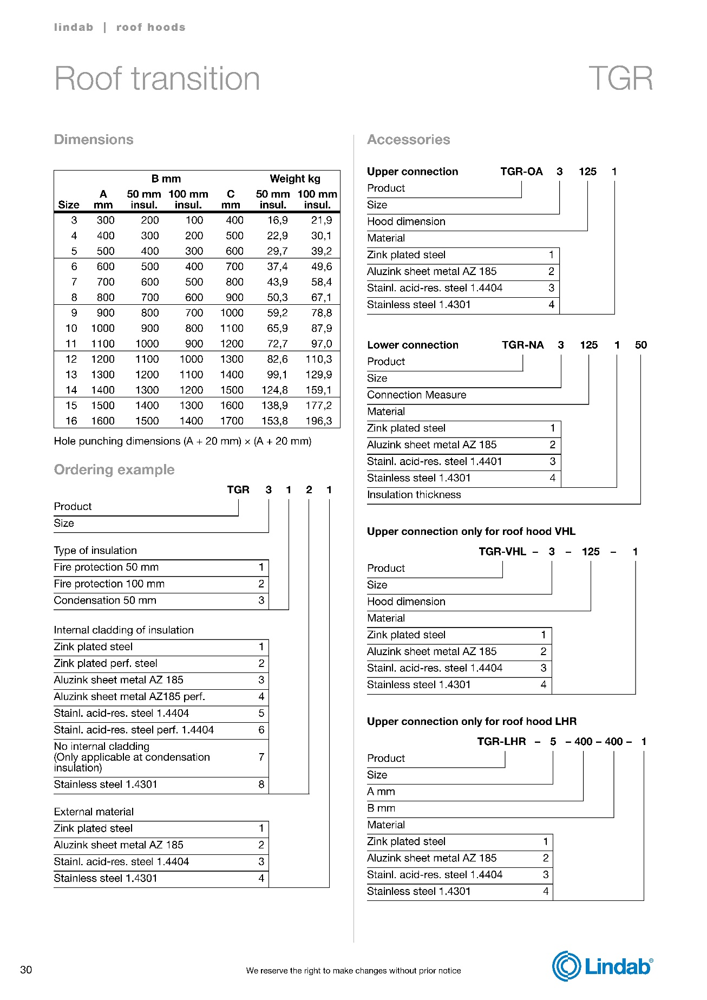 lindab | roof hoods
Roof transition TGR
Dimensions
B mm Weight kg
A 50 mm 100 mm C 50 mm 100 mm
Size mm insul. insul. mm insul. insul.
3 300 200 100 400 16,9 21,9
4 400 300 200 500 22,9 30,1
5 500 400 300 600 29,7 39,2
6 600 500 400 700 37,4 49,6
7 700 600 500 800 43,9 58,4
8 800 700 600 900 50,3 67,1
9 900 800 700 1000 59,2 78,8
10 1000 900 800 1100 65,9 87,9
11 1100 1000 900 1200 72,7 97,0
12 1200 1100 1000 1300 82,6 110,3
13 1300 1200 1100 1400 99,1 129,9
14 1400 1300 1200 1500 124,8 159,1
15 1500 1400 1300 1600 138,9 177,2
16 1600 1500 1400 1700 153,8 196,3
Hole punching dimensions (A + 20 mm) × (A + 20 mm)
Ordering example
TGR 3 1 2 1
Product
Size
Type of insulation
Fire protection 50 mm 1
Fire protection 100 mm 2
Condensation 50 mm 3
Internal cladding of insulation
Zink plated steel 1
Zink plated perf. steel 2
Aluzink sheet metal AZ 185 3
Aluzink sheet metal AZ185 perf. 4
Stainl. acid-res. steel 1.4404 5
Stainl. acid-res. steel perf. 1.4404 6
No internal cladding
(Only applicable at condensation 7
insulation)
Stainless steel 1.4301 8
External material
Zink plated steel 1
Aluzink sheet metal AZ 185 2
Stainl. acid-res. steel 1.4404 3
Stainless steel 1.4301 4
Accessories
Upper connection TGR-OA 3 125 1
Product
Size
Hood dimension
Material
Zink plated steel 1
Aluzink sheet metal AZ 185 2
Stainl. acid-res. steel 1.4404 3
Stainless steel 1.4301 4
Lower connection TGR-NA 3 125 1 50
Product
Size
Connection Measure
Material
Zink plated steel 1
Aluzink sheet metal AZ 185 2
Stainl. acid-res. steel 1.4401 3
Stainless steel 1.4301 4
Insulation thickness
Upper connection only for roof hood VHL
TGR-VHL – 3 – 125 – 1
Product
Size
Hood dimension
Material
Zink plated steel 1
Aluzink sheet metal AZ 185 2
Stainl. acid-res. steel 1.4404 3
Stainless steel 1.4301 4
Upper connection only for roof hood LHR
TGR-LHR – 5 – 400 – 400 – 1
Product
Size
A mm
B mm
Material
Zink plated steel 1
Aluzink sheet metal AZ 185 2
Stainl. acid-res. steel 1.4404 3
Stainless steel 1.4301 4
30 We reserve the right to make changes without prior notice Lindab®